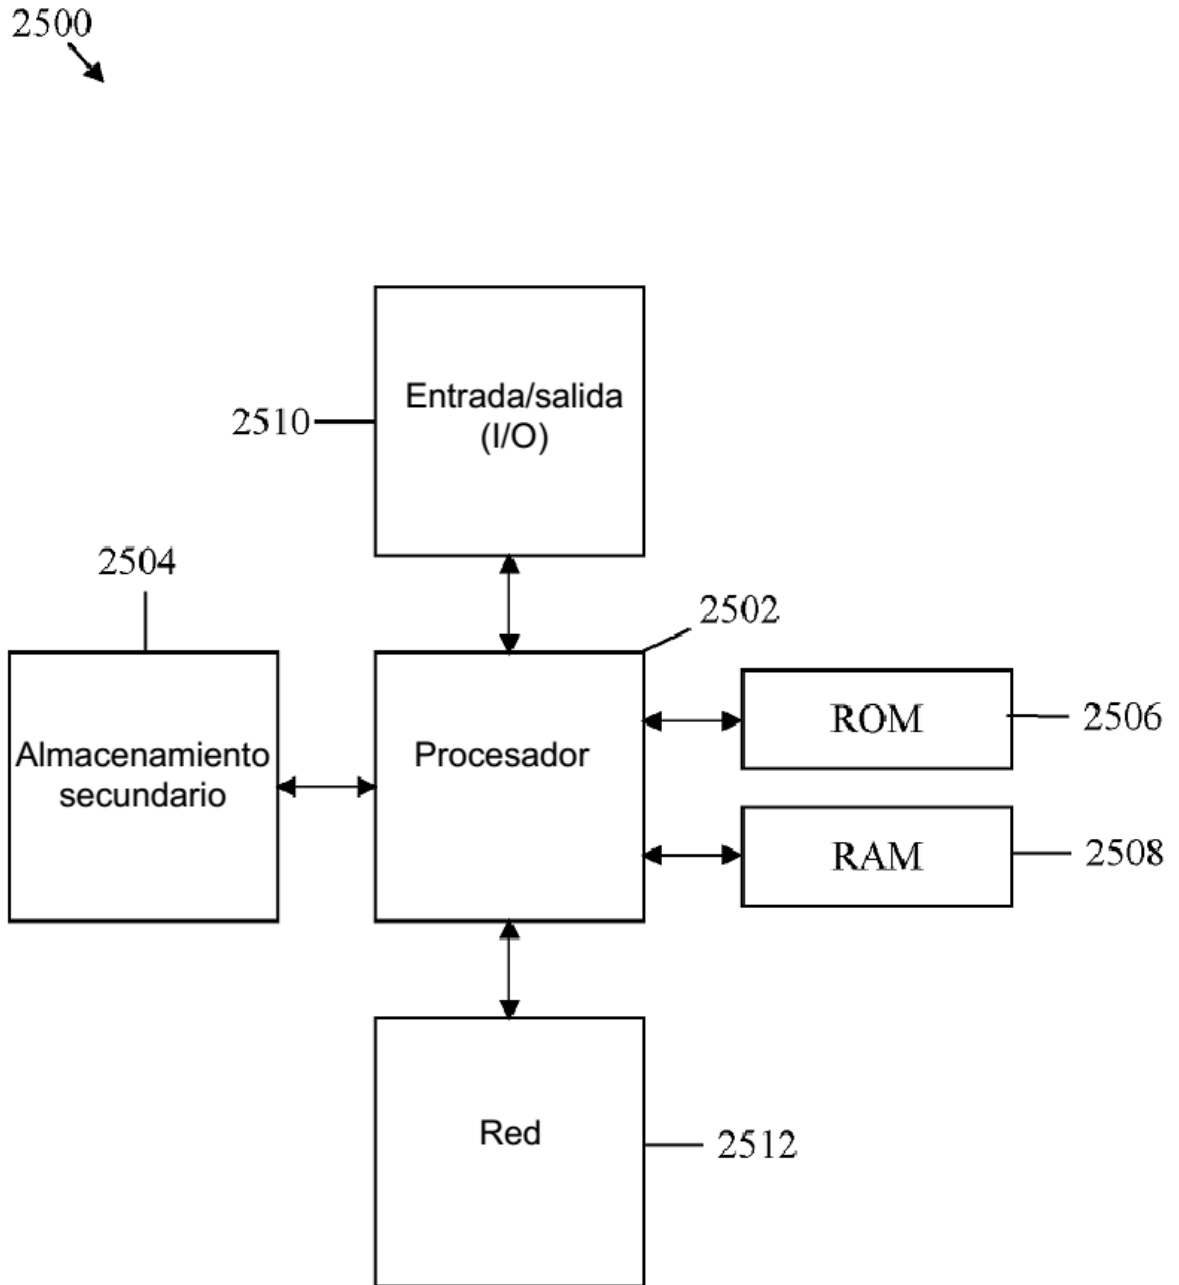 2500
Entrada/salida
(I/O)
2510
2504
2502
Almacenamiento
secundario
Procesador
ROM
2506
RAM
2508
Red
2512